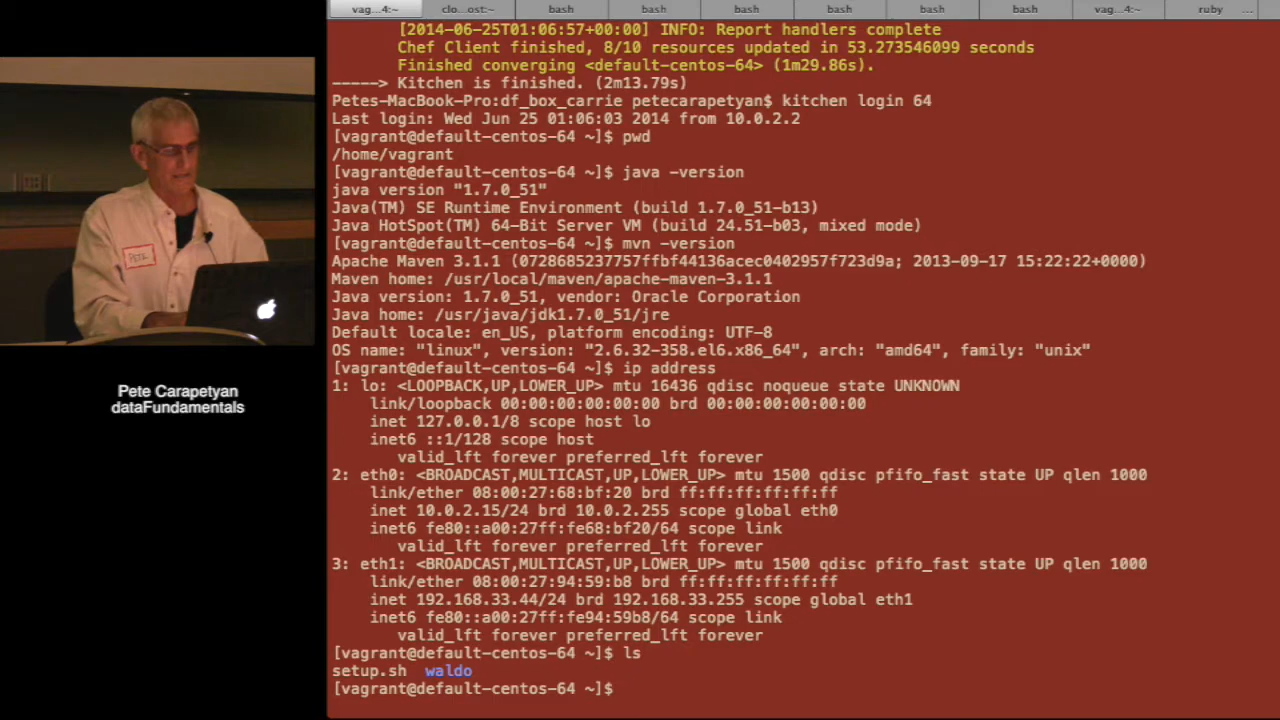 vag...4:~ clo...ost:~ bash bash bash bash bash bash vag...4:~ ruby ...
[2014-06-25T01:06:57+00:00] INFO: Report handlers complete
Chef Client finished, 8/10 resources updated in 53.273546099 seconds
Finished converging <default-centos-64> (1m29.86s).
-----> Kitchen is finished. (2m13.79s)
Petes-MacBook-Pro:df_box_carrie petecarapetyan$ kitchen login 64
Last login: Wed Jun 25 01:06:03 2014 from 10.0.2.2
[vagrant@default-centos-64 ~]$ pwd
/home/vagrant
[vagrant@default-centos-64 ~]$ java -version
java version "1.7.0_51"
Java(TM) SE Runtime Environment (build 1.7.0_51-b13)
Java HotSpot(TM) 64-Bit Server VM (build 24.51-b03, mixed mode)
[vagrant@default-centos-64 ~]$ mvn -version
Apache Maven 3.1.1 (0728685237757ffbf44136acec0402957f723d9a; 2013-09-17 15:22:22+0000)
Maven home: /usr/local/maven/apache-maven-3.1.1
Java version: 1.7.0_51, vendor: Oracle Corporation
Java home: /usr/java/jdk1.7.0_51/jre
Default locale: en_US, platform encoding: UTF-8
OS name: "linux", version: "2.6.32-358.el6.x86_64", arch: "amd64", family: "unix"
[vagrant@default-centos-64 ~]$ ip address
1: lo: <LOOPBACK,UP,LOWER_UP> mtu 16436 qdisc noqueue state UNKNOWN
link/loopback 00:00:00:00:00:00 brd 00:00:00:00:00:00
inet 127.0.0.1/8 scope host lo
inet6 ::1/128 scope host
valid_lft forever preferred_lft forever
2: eth0: <BROADCAST,MULTICAST,UP,LOWER_UP> mtu 1500 qdisc pfifo_fast state UP qlen 1000
link/ether 08:00:27:68:bf:20 brd ff:ff:ff:ff:ff:ff
inet 10.0.2.15/24 brd 10.0.2.255 scope global eth0
inet6 fe80::a00:27ff:fe68:bf20/64 scope link
valid_lft forever preferred_lft forever
3: eth1: <BROADCAST,MULTICAST,UP,LOWER_UP> mtu 1500 qdisc pfifo_fast state UP qlen 1000
link/ether 08:00:27:94:59:b8 brd ff:ff:ff:ff:ff:ff
inet 192.168.33.44/24 brd 192.168.33.255 scope global eth1
inet6 fe80::a00:27ff:fe94:59b8/64 scope link
valid_lft forever preferred_lft forever
[vagrant@default-centos-64 ~]$ ls
setup.sh waldo
[vagrant@default-centos-64 ~]$
PETE
Pete Carapetyan
dataFundamentals